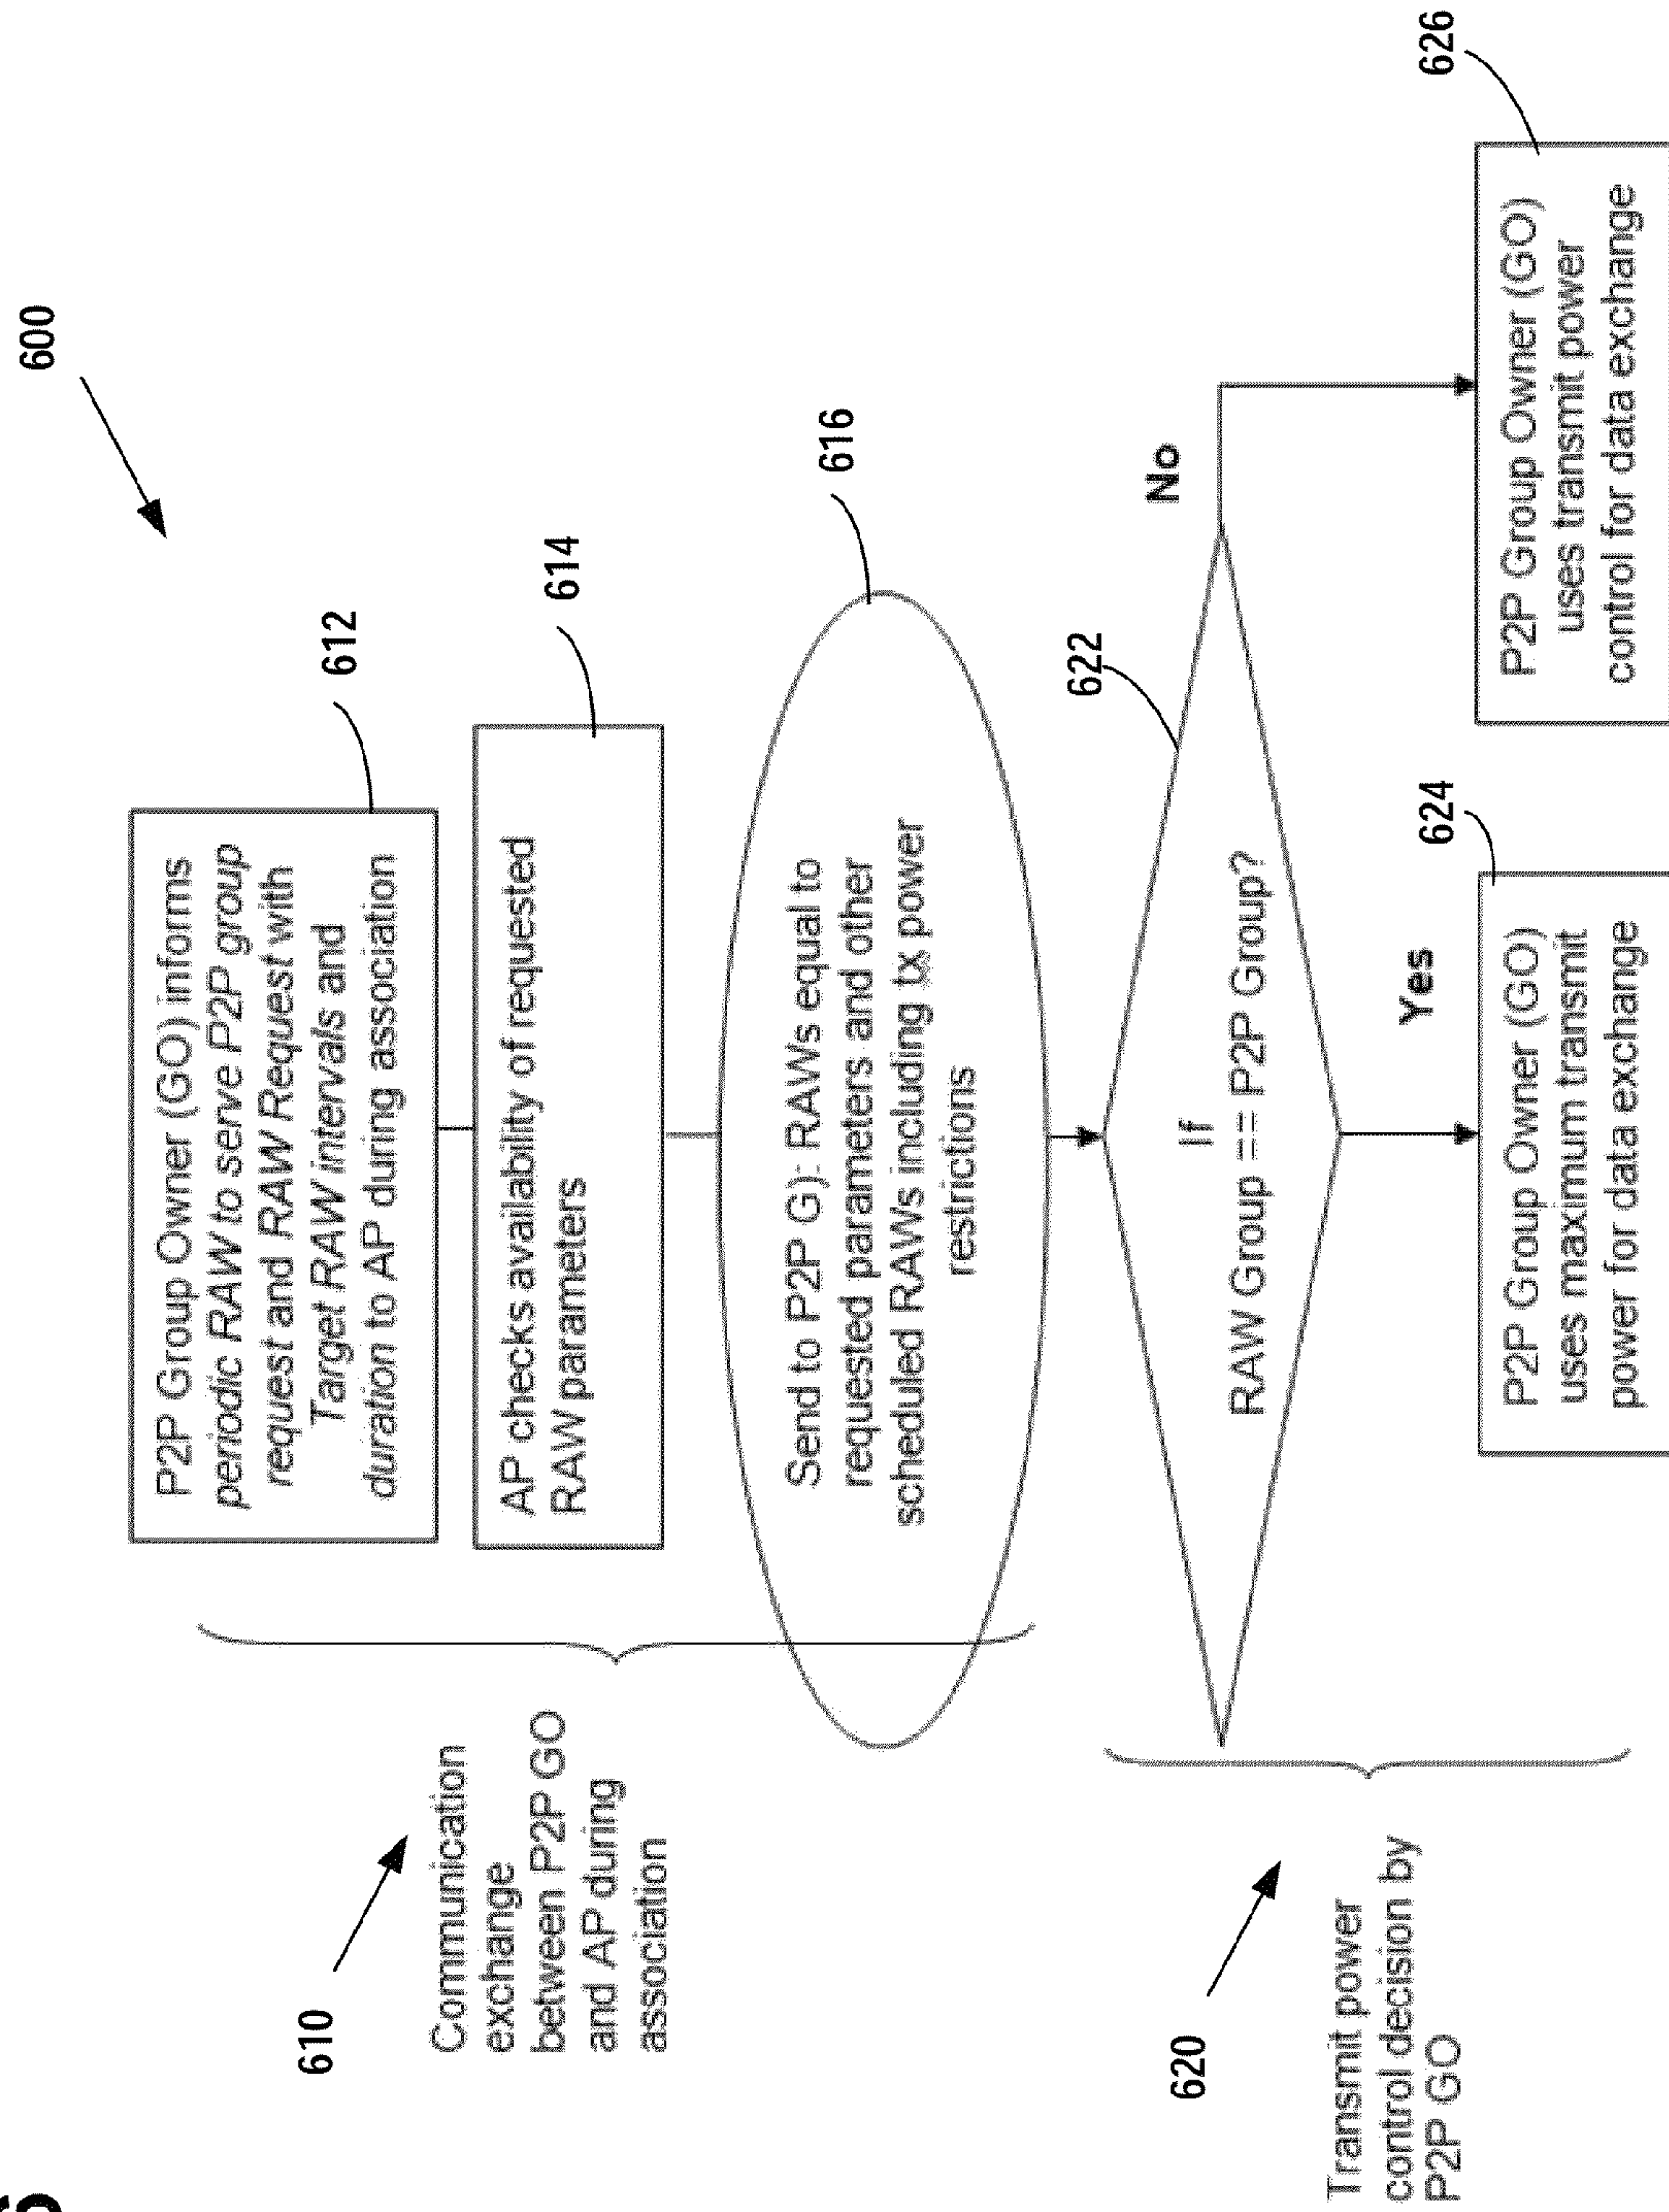 600
610
Communication
exchange
between P2P GO
and AP during
association
P2P Group Owner (GO) informs
periodic RAW to serve P2P group
request and RAW Request with
Target RAW intervals and
duration to AP during association
612
AP checks availability of requested
RAW parameters
614
Send to P2P G): RAWs equal to
requested parameters and other
scheduled RAWs including tx power
restrictions
616
620
Transmit power
control decision by
P2P GO
If
RAW Group == P2P Group?
622
Yes
No
P2P Group Owner (GO)
uses maximum transmit
power for data exchange
624
P2P Group Owner (GO)
uses transmit power
control for data exchange
626